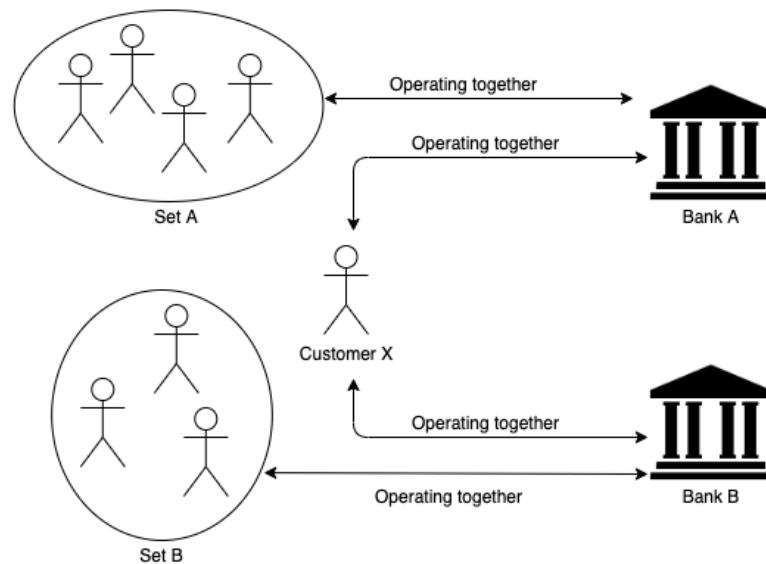 Operating together
Operating together
Set A
Bank A
Customer X
Operating together
Operating together
Bank B
Set B